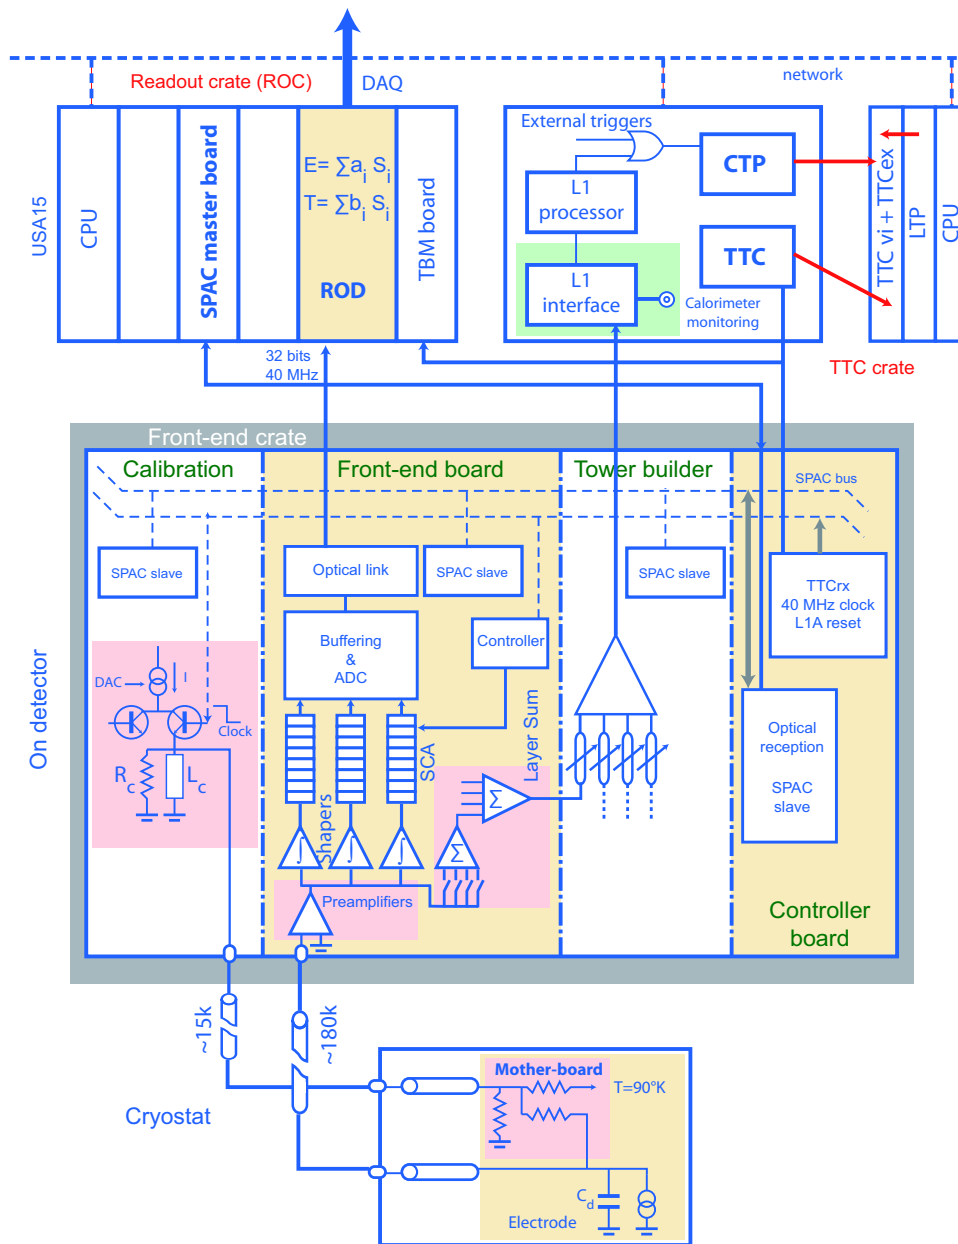 network
Readout crate (ROC)
DAQ
External triggers
USA15
CPU
SPAC master board
E= ∑a_i S_i
T= ∑b_i S_i
ROD
TBM board
L1
processor
L1
interface
CTP
TTC
Calorimeter
monitoring
TTC vi + TTCex
LTP
CPU
TTC crate
32 bits
40 MHz
Front-end crate
Calibration
Front-end board
Tower builder
SPAC bus
SPAC slave
Optical link
SPAC slave
SPAC slave
TTCrx
40 MHz clock
L1A reset
Buffering
&
ADC
Controller
On detector
DAC
I
Clock
R_c
L_c
SCA
Layer Sum
Shapers
∫
∫
∫
Σ
Σ
Optical
reception
SPAC
slave
Preamplifiers
Controller
board
~15k
~180k
Cryostat
Mother-board
T=90°K
C_d
Electrode